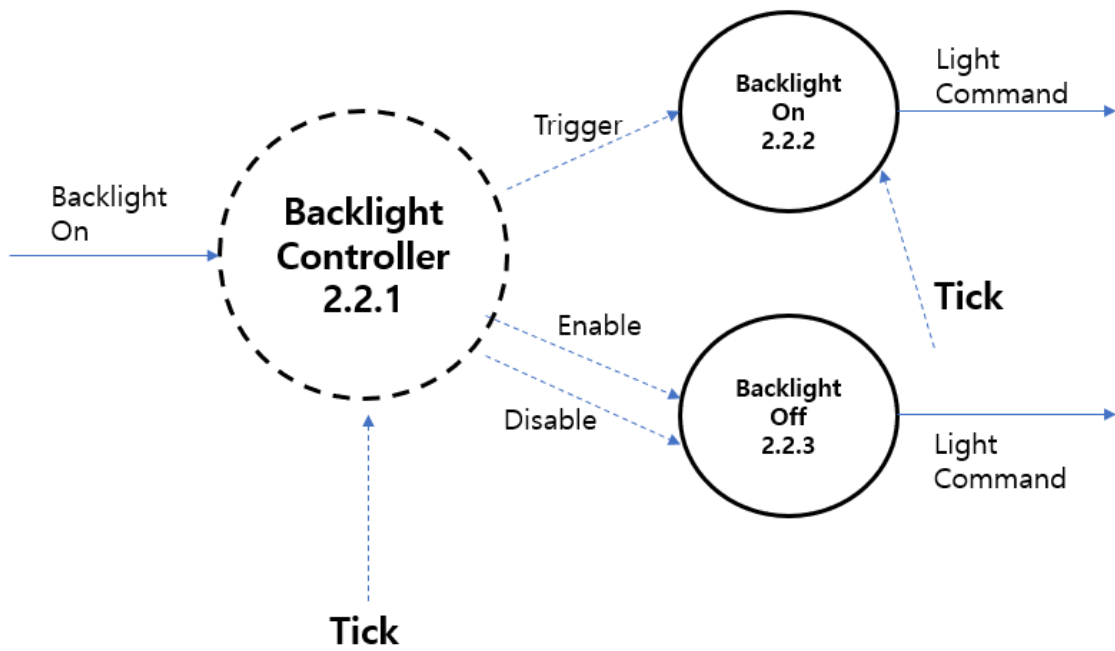 Backlight
On
Backlight
Controller
2.2.1
Tick
Trigger
Enable
Disable
Backlight
On
2.2.2
Light
Command
Tick
Backlight
Off
2.2.3
Light
Command